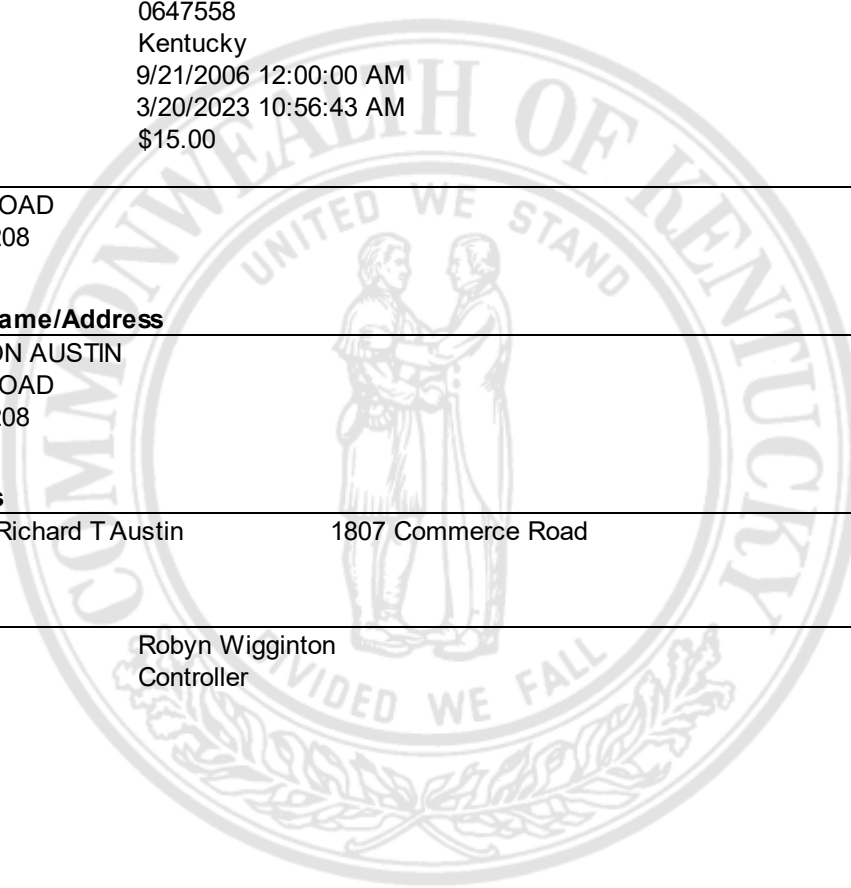 0647558
Kentucky
9/21/2006 12:00:00 AM
3/20/2023 10:56:43 AM
$15.00
OAD
208
ame/Address
ON AUSTIN
OAD
208
s
Richard T Austin 1807 Commerce Road
Robyn Wigginton
Controller
COMMONWEALTH OF KENTUCKY
UNITED WE STAND
DIVIDED WE FALL